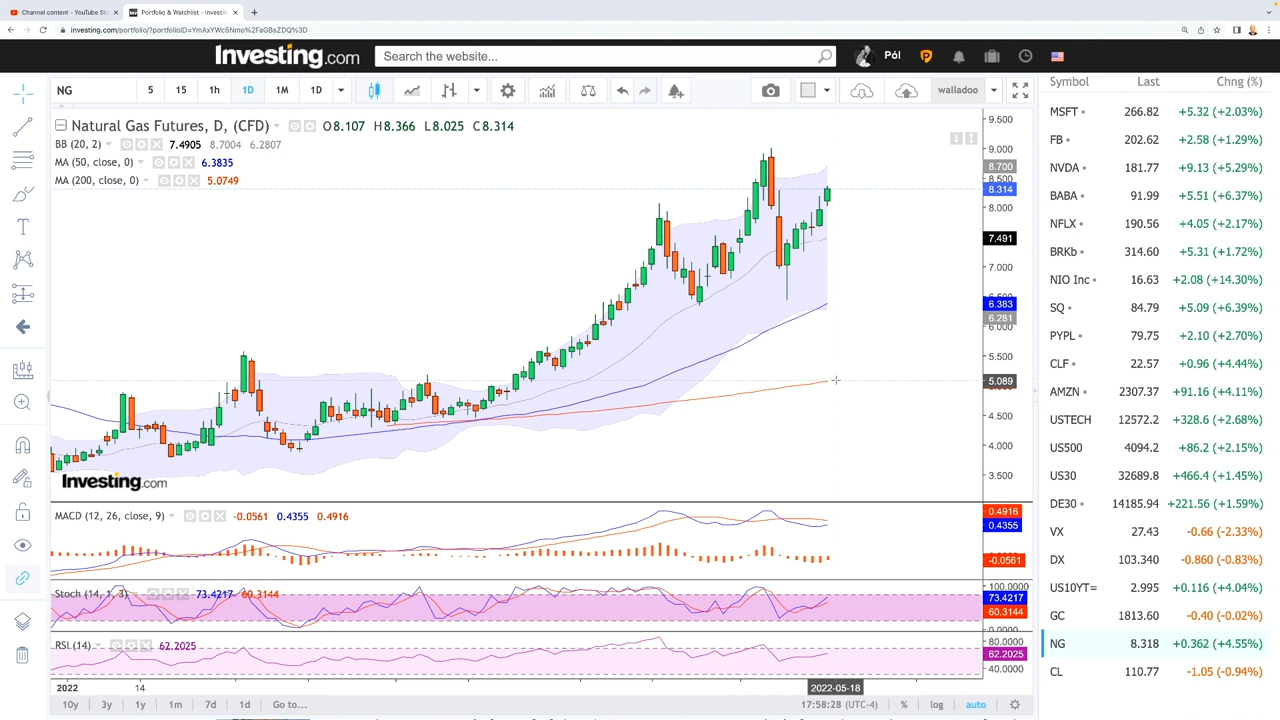 Channel content - YouTube Stu
Portfolio & Watchlist - Investin
investing.com/portfolio/?portfolioID=YmAxYWc5Nmo%2FaGBsZDQ%3D
Investing.com
Search the website...
Pól
NG 5 15 1h 1D 1M 1D walladoo
Natural Gas Futures, D, (CFD) O8.107 H8.366 L8.025 C8.314
BB (20, 2) 7.4905 8.7004 6.2807
MA (50, close, 0) 6.3835
MA (200, close, 0) 5.0749
9.500
9.000
8.700
8.500
8.314
8.000
7.491
7.000
6.383
6.281
6.000
5.500
5.089
4.500
4.000
3.500
Investing.com
MACD (12, 26, close, 9) -0.0561 0.4355 0.4916
0.4916
0.4355
-0.0561
Stoch (14, 1, 3) 73.4217 60.3144
100.0000
73.4217
60.3144
RSI (14) 62.2025
80.0000
62.2025
40.0000
2022 14 2022-05-18
10y 3y 1y 1m 7d 1d Go to... 17:58:28 (UTC-4) % log auto
Symbol Last Chng (%)
MSFT 266.82 +5.32 (+2.03%)
FB 202.62 +2.58 (+1.29%)
NVDA 181.77 +9.13 (+5.29%)
BABA 91.99 +5.51 (+6.37%)
NFLX 190.56 +4.05 (+2.17%)
BRKb 314.60 +5.31 (+1.72%)
NIO Inc 16.63 +2.08 (+14.30%)
SQ 84.79 +5.09 (+6.39%)
PYPL 79.75 +2.10 (+2.70%)
CLF 22.57 +0.96 (+4.44%)
AMZN 2307.37 +91.16 (+4.11%)
USTECH 12572.2 +328.6 (+2.68%)
US500 4094.2 +86.2 (+2.15%)
US30 32689.8 +466.4 (+1.45%)
DE30 14185.94 +221.56 (+1.59%)
VX 27.43 -0.66 (-2.33%)
DX 103.340 -0.860 (-0.83%)
US10YT= 2.995 +0.116 (+4.04%)
GC 1813.60 -0.40 (-0.02%)
NG 8.318 +0.362 (+4.55%)
CL 110.77 -1.05 (-0.94%)